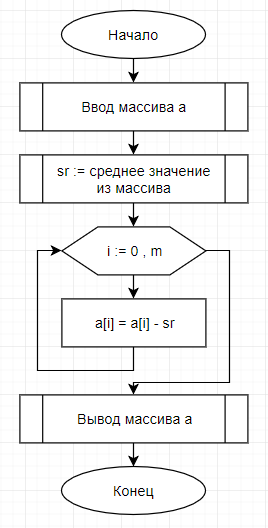 Начало
Ввод массива a
sr := среднее значение
из массива
i := 0 , m
a[i] = a[i] - sr
Вывод массива a
Конец